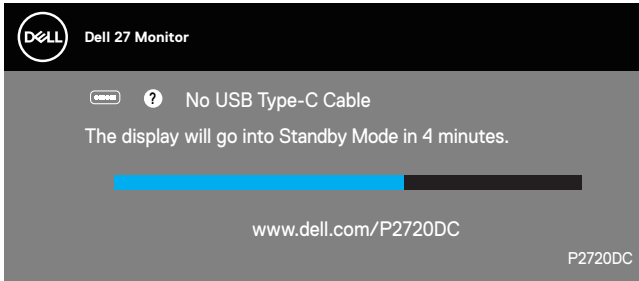 DELL
Dell 27 Monitor
? No USB Type-C Cable
The display will go into Standby Mode in 4 minutes.
www.dell.com/P2720DC
P2720DC